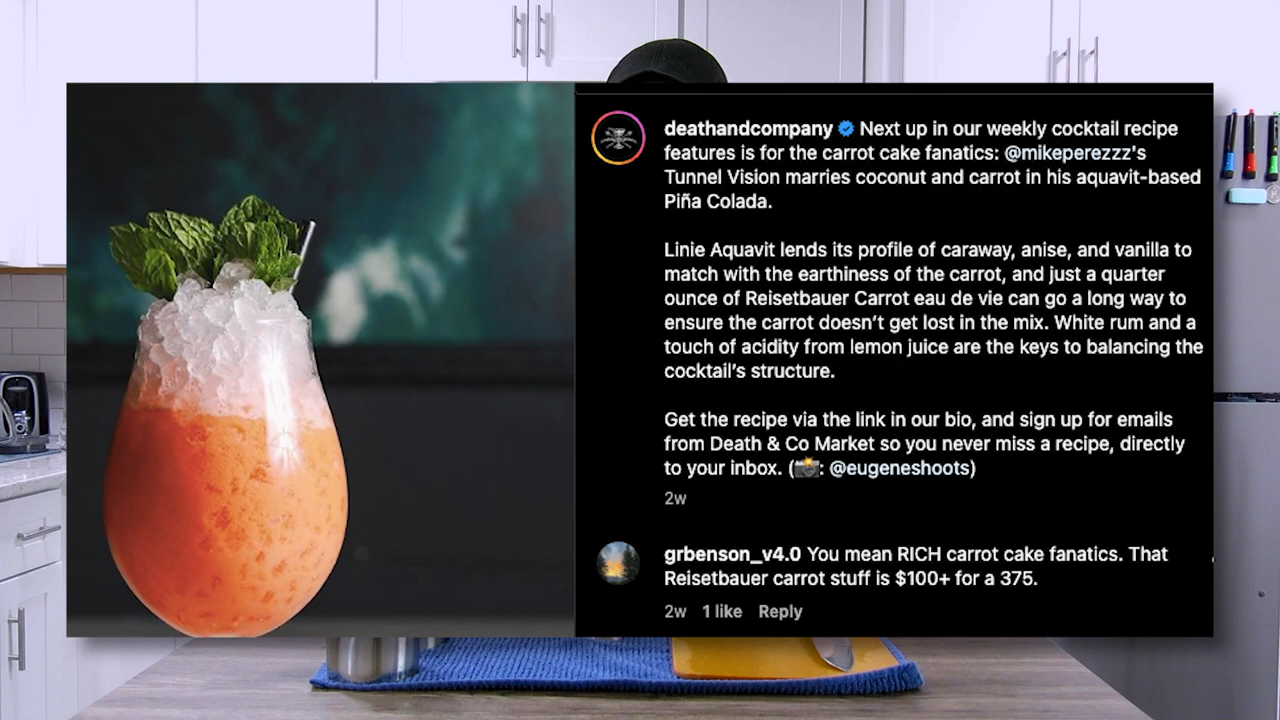 deathandcompany Next up in our weekly cocktail recipe
features is for the carrot cake fanatics: @mikeperezzz's
Tunnel Vision marries coconut and carrot in his aquavit-based
Piña Colada.
Linie Aquavit lends its profile of caraway, anise, and vanilla to
match with the earthiness of the carrot, and just a quarter
ounce of Reisetbauer Carrot eau de vie can go a long way to
ensure the carrot doesn't get lost in the mix. White rum and a
touch of acidity from lemon juice are the keys to balancing the
cocktail's structure.
Get the recipe via the link in our bio, and sign up for emails
from Death & Co Market so you never miss a recipe, directly
to your inbox. (📸: @eugeneshoots)
2w
grbenson_v4.0 You mean RICH carrot cake fanatics. That
Reisetbauer carrot stuff is $100+ for a 375.
2w 1 like Reply